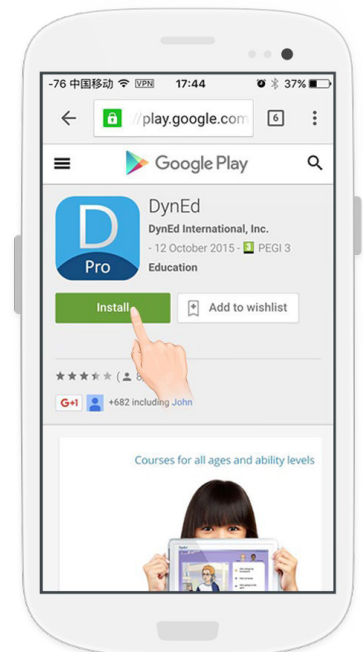 -76 中国移动 VPN 17:44 37%
//play.google.com 6
Google Play
DynEd
DynEd International, Inc.
- 12 October 2015 - 3 PEGI 3
Education
D
Pro
Install
Add to wishlist
( 8
G+1 +682 including John
Courses for all ages and ability levels